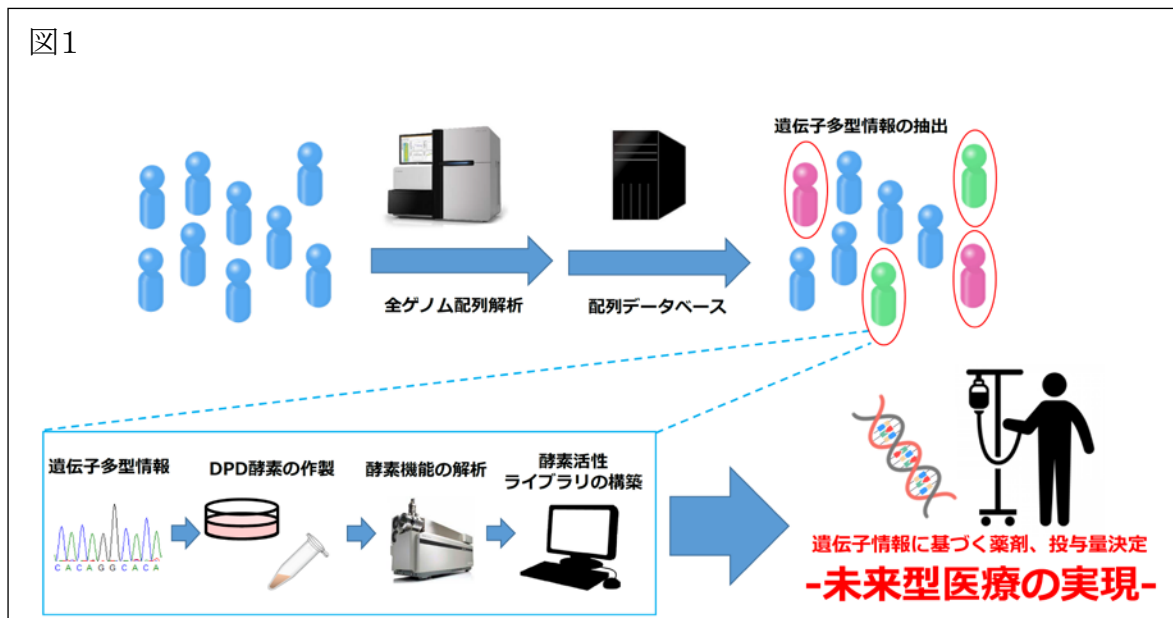 図1
遺伝子多型情報の抽出
全ゲノム配列解析
配列データベース
遺伝子多型情報
DPD酵素の作製
酵素機能の解析
酵素活性
ライブラリの構築
CACAGGCACA
遺伝子情報に基づく薬剤、投与量決定
-未来型医療の実現-